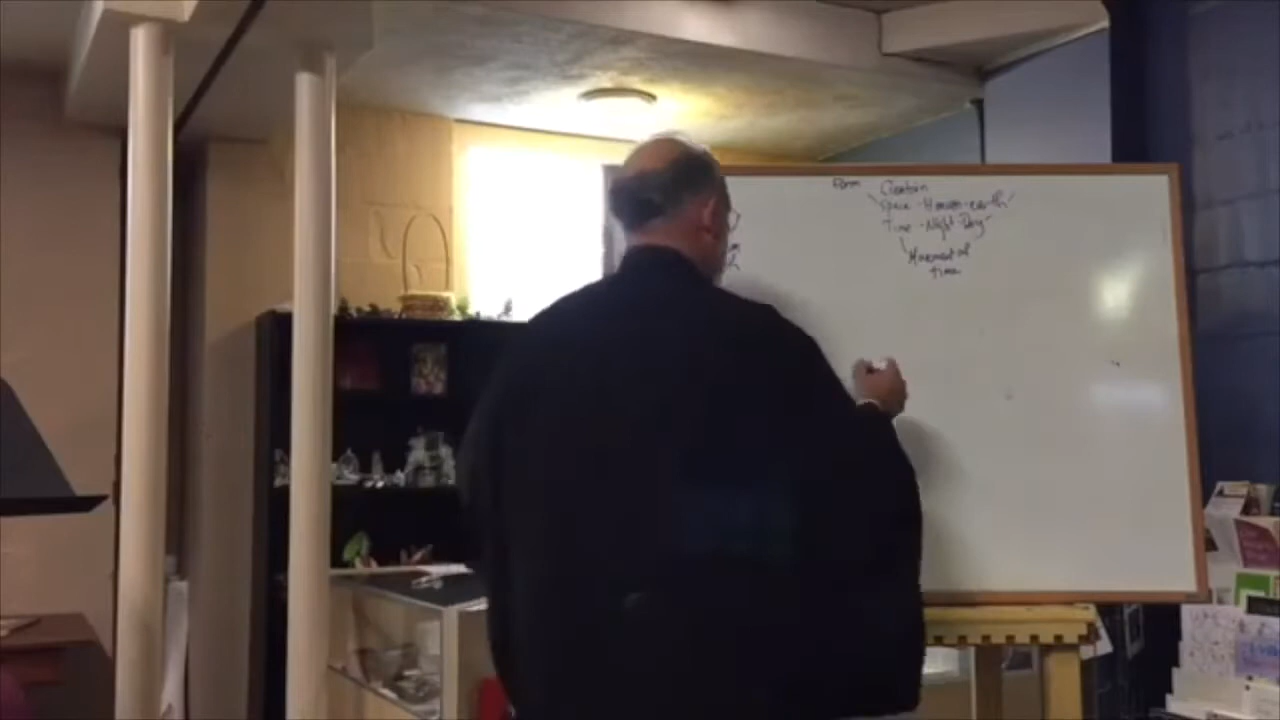 Form Creation
Space - Heaven - earth
Time - Night - Day
Movement of
time